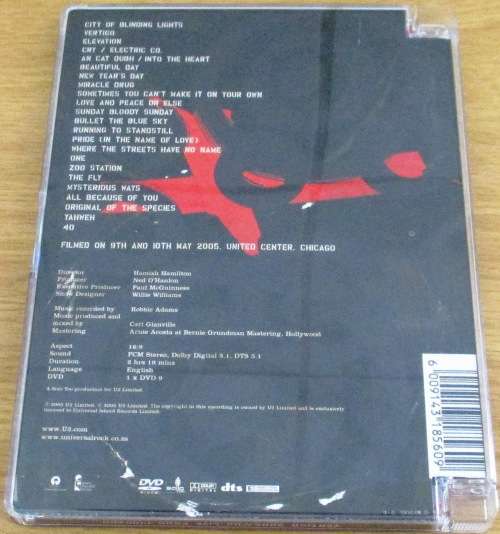 CITY OF BLINDING LIGHTS
VERTIGO
ELEVATION
CRY / ELECTRIC CO.
AN CAT DUBH / INTO THE HEART
BEAUTIFUL DAY
NEW YEAR'S DAY
MIRACLE DRUG
SOMETIMES YOU CAN'T MAKE IT ON YOUR OWN
LOVE AND PEACE OR ELSE
SUNDAY BLOODY SUNDAY
BULLET THE BLUE SKY
RUNNING TO STANDSTILL
PRIDE (IN THE NAME OF LOVE)
WHERE THE STREETS HAVE NO NAME
ONE
ZOO STATION
THE FLY
MYSTERIOUS WAYS
ALL BECAUSE OF YOU
ORIGINAL OF THE SPECIES
YAHWEH
40
FILMED ON 9TH AND 10TH MAY 2005, UNITED CENTER, CHICAGO
Director Hamish Hamilton
Producer Ned O'Hanlon
Executive Producer Paul McGuinness
Show Designer Willie Williams
Music recorded by Robbie Adams
Music produced and
mixed by Carl Glanville
Mastering Arnie Acosta at Bernie Grundman Mastering, Hollywood
Aspect 16:9
Sound PCM Stereo, Dolby Digital 5.1, DTS 5.1
Duration 2 hrs 18 mins
Language English
DVD 1 x DVD 9
www.U2.com
www.universalrock.co.za
DVD
dts
6 009143 185609